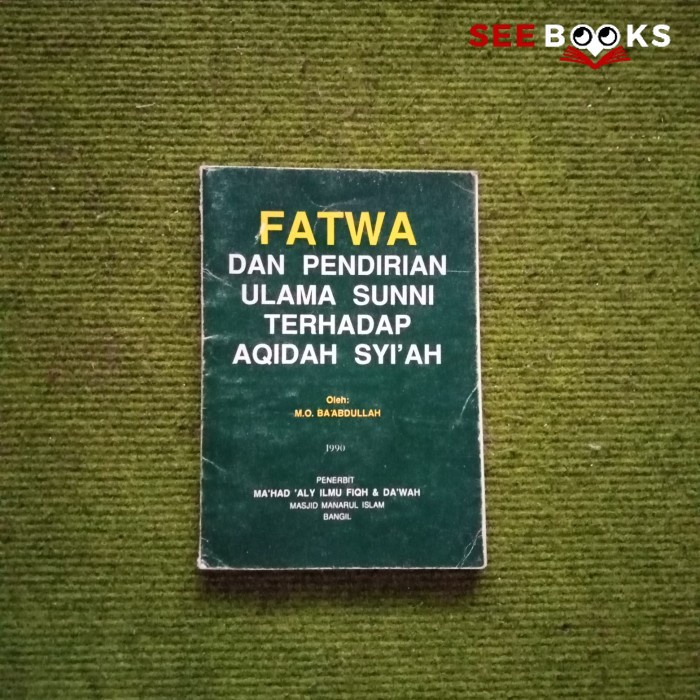 SEE BOOKS
FATWA
DAN PENDIRIAN
ULAMA SUNNI
TERHADAP
AQIDAH SYI'AH
Oleh:
M.O. BA'ABDULLAH
1990
PENERBIT
MA'HAD 'ALY ILMU FIQH & DA'WAH
MASJID MANARUL ISLAM
BANGIL